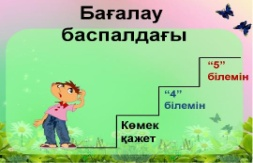 Бағалау
баспалдағы
“5”
білемін
“4”
білемін
Көмек
қажет